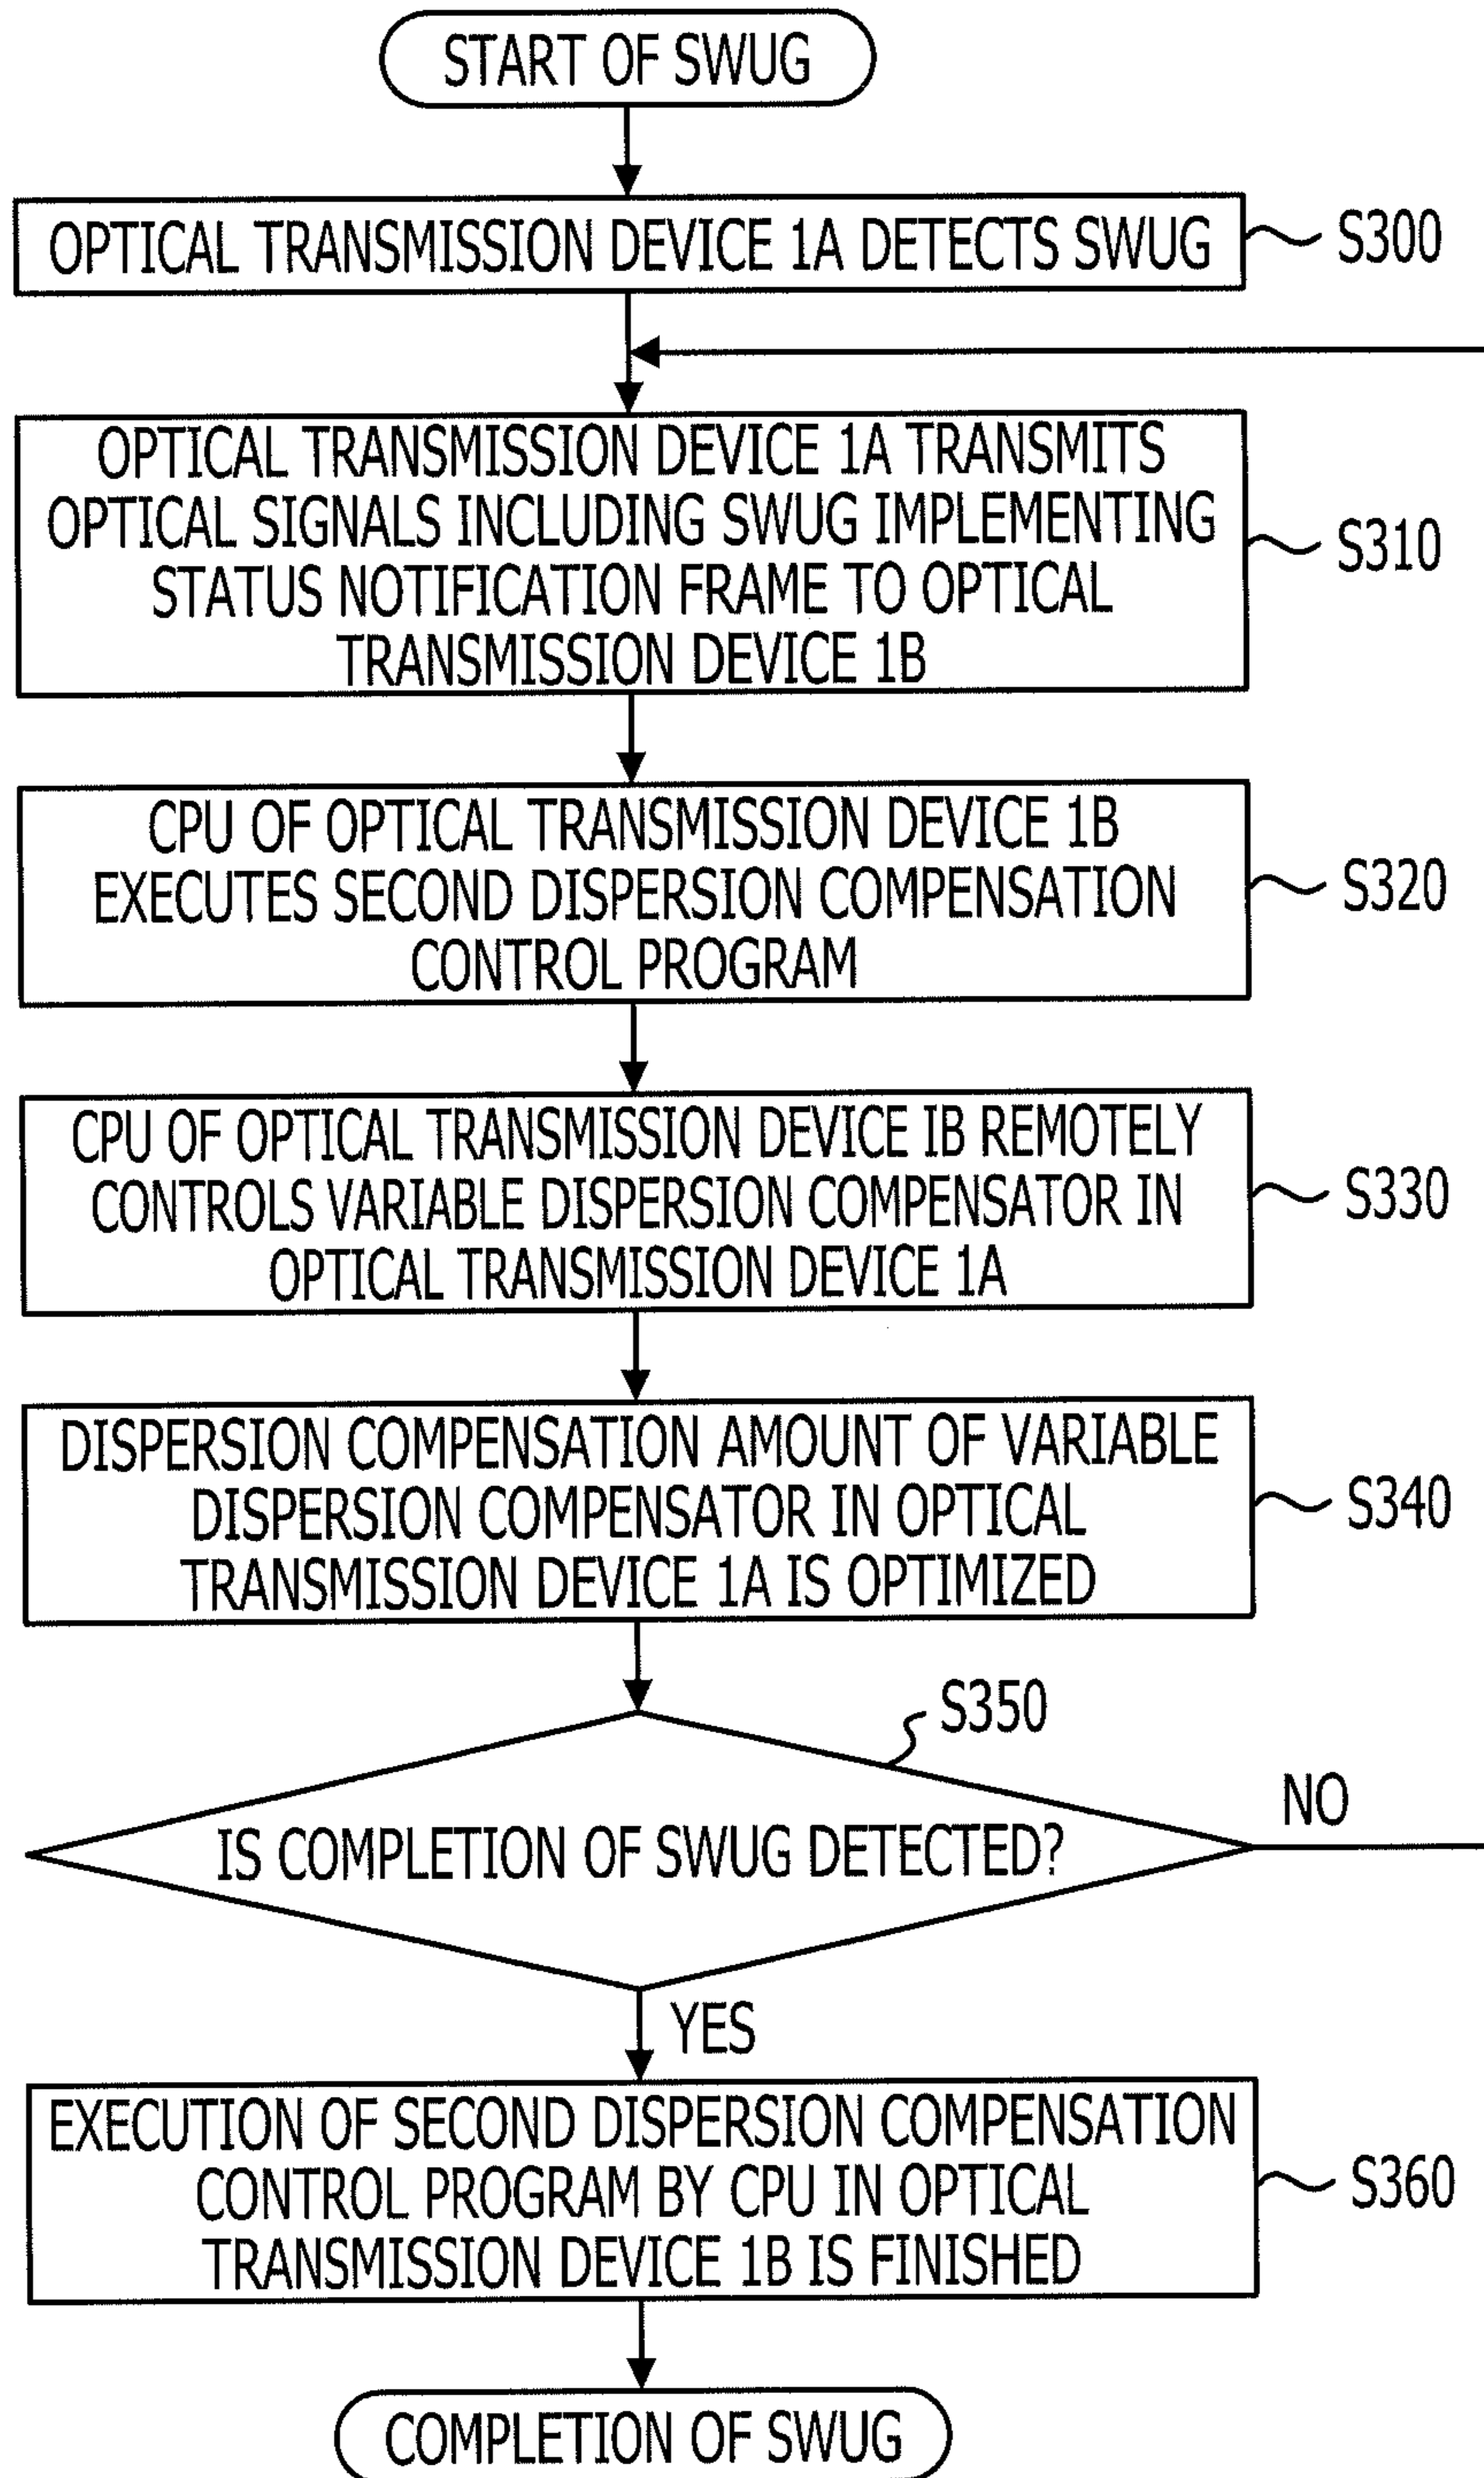 START OF SWUG
OPTICAL TRANSMISSION DEVICE 1A DETECTS SWUG
S300
OPTICAL TRANSMISSION DEVICE 1A TRANSMITS
OPTICAL SIGNALS INCLUDING SWUG IMPLEMENTING
STATUS NOTIFICATION FRAME TO OPTICAL
TRANSMISSION DEVICE 1B
S310
CPU OF OPTICAL TRANSMISSION DEVICE 1B
EXECUTES SECOND DISPERSION COMPENSATION
CONTROL PROGRAM
S320
CPU OF OPTICAL TRANSMISSION DEVICE IB REMOTELY
CONTROLS VARIABLE DISPERSION COMPENSATOR IN
OPTICAL TRANSMISSION DEVICE 1A
S330
DISPERSION COMPENSATION AMOUNT OF VARIABLE
DISPERSION COMPENSATOR IN OPTICAL
TRANSMISSION DEVICE 1A IS OPTIMIZED
S340
S350
IS COMPLETION OF SWUG DETECTED?
NO
YES
EXECUTION OF SECOND DISPERSION COMPENSATION
CONTROL PROGRAM BY CPU IN OPTICAL
TRANSMISSION DEVICE 1B IS FINISHED
S360
COMPLETION OF SWUG